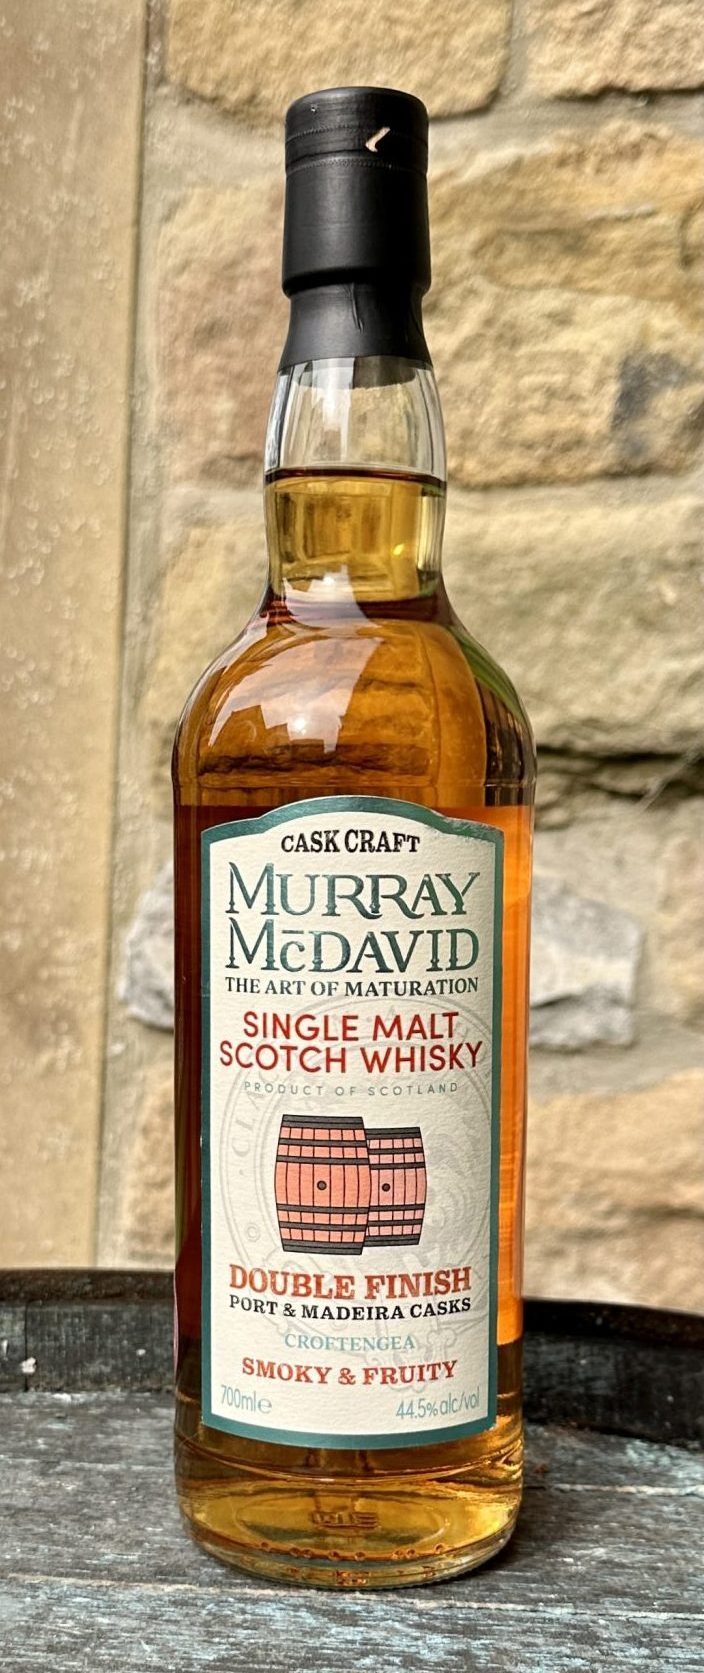 CASK CRAFT
MURRAY
McDAVID
THE ART OF MATURATION
SINGLE MALT
SCOTCH WHISKY
PRODUCT OF SCOTLAND
DOUBLE FINISH
PORT & MADEIRA CASKS
CROFTENGEA
SMOKY & FRUITY
700ml℮ 44.5%alc/vol